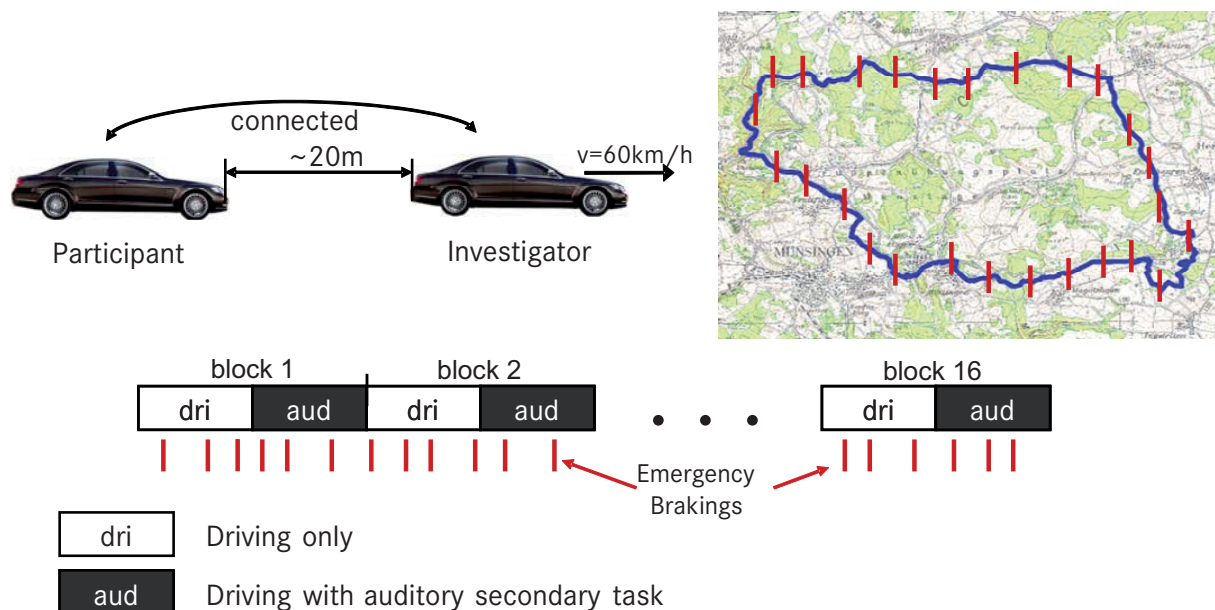 connected
~20m
v=60km/h
Participant
Investigator
MÜNSINGEN
block 1 block 2 block 16
dri aud dri aud dri aud
Emergency
Brakings
dri Driving only
aud Driving with auditory secondary task